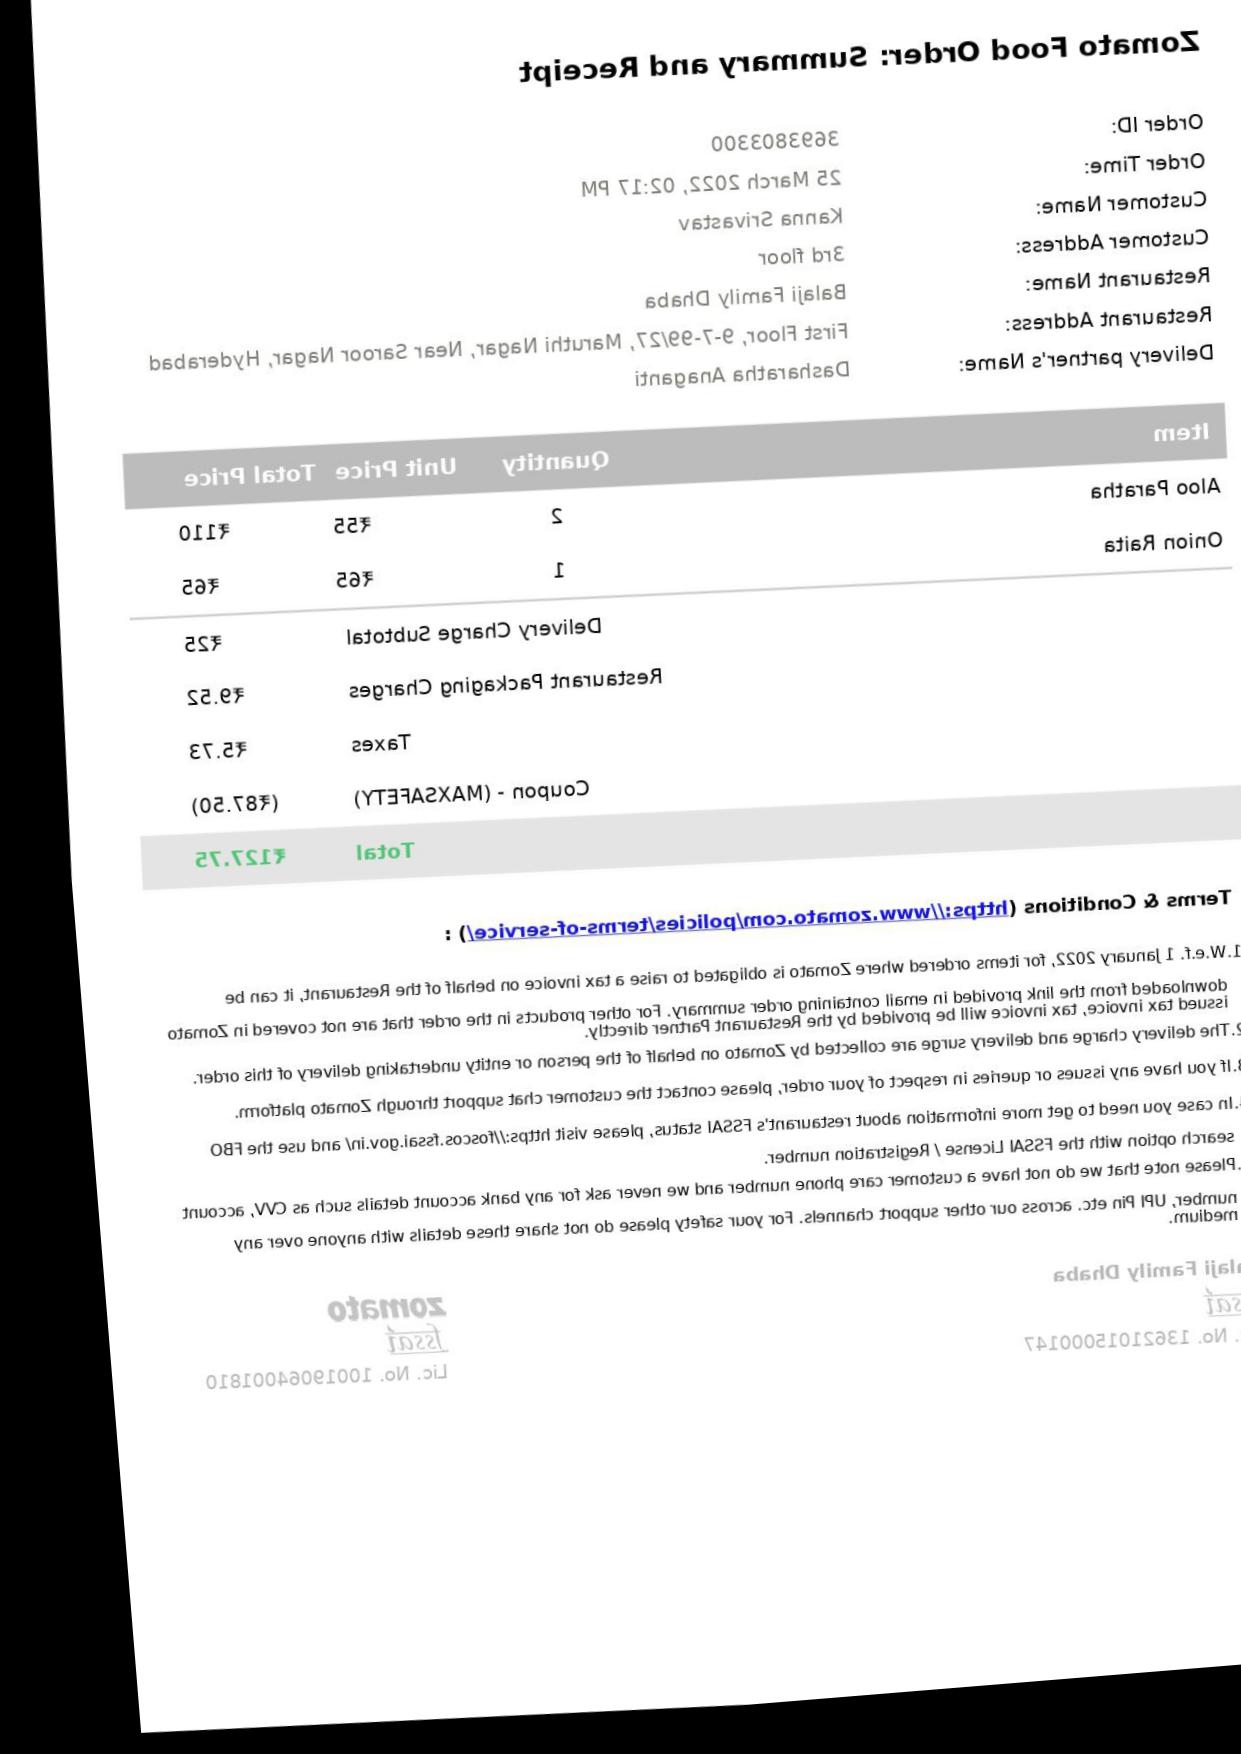 Zomato Food Order: Summary and Receipt
Order ID: 3693803300
Order Time: 25 March 2022, 02:17 PM
Customer Name: Kanna Srivastav
Customer Address: 3rd floor
Restaurant Name: Balaji Family Dhaba
Restaurant Address: First Floor, 9-7-99/27, Maruthi Nagar, Near Saroor Nagar, Hyderabad
Delivery partner's Name: Dasharatha Anaganti
Item Quantity Unit Price Total Price
Aloo Paratha 2 ₹55 ₹110
Onion Raita 1 ₹65 ₹65
Delivery Charge Subtotal ₹25
Restaurant Packaging Charges ₹9.52
Taxes ₹5.73
Coupon - (MAXSAFETY) (₹87.50)
Total ₹127.75
Terms & Conditions (https://www.zomato.com/policies/terms-of-service/) :
1.W.e.f. 1 January 2022, for items ordered where Zomato is obligated to raise a tax invoice on behalf of the Restaurant, it can be
downloaded from the link provided in email containing order summary. For other products in the order that are not covered in Zomato
issued tax invoice, tax invoice will be provided by the Restaurant Partner directly.
2.The delivery charge and delivery surge are collected by Zomato on behalf of the person or entity undertaking delivery of this order.
3.If you have any issues or queries in respect of your order, please contact the customer chat support through Zomato platform.
.In case you need to get more information about restaurant's FSSAI status, please visit https://foscos.fssai.gov.in/ and use the FBO
search option with the FSSAI License / Registration number.
.Please note that we do not have a customer care phone number and we never ask for any bank account details such as CVV, account
number, UPI Pin etc. across our other support channels. For your safety please do not share these details with anyone over any
medium.
alaji Family Dhaba
ssai
. No. 13621015000147
zomato
fssai
Lic. No. 10019064001810